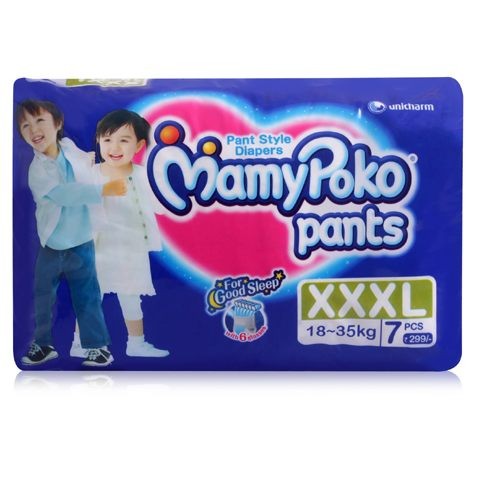 unicharm
Pant Style
Diapers
MamyPoko
pants
For
Good Sleep
XXXL
18~35kg
7 PCS
₹299/-